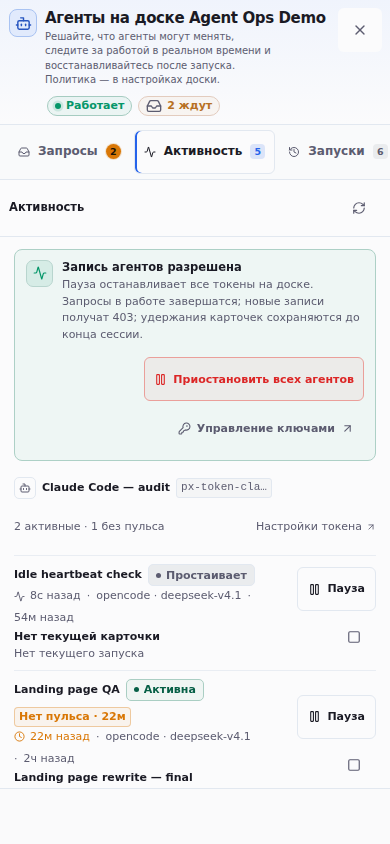 Агенты на доске Agent Ops Demo
Решайте, что агенты могут менять,
следите за работой в реальном времени и
восстанавливайтесь после запуска.
Политика — в настройках доски.
Работает
2 ждут
Запросы 2
Активность 5
Запуски 6
Активность
Запись агентов разрешена
Пауза останавливает все токены на доске.
Запросы в работе завершатся; новые записи
получат 403; удержания карточек сохраняются до
конца сессии.
Приостановить всех агентов
Управление ключами
Claude Code — audit px-token-cla…
2 активные · 1 без пульса
Настройки токена
Idle heartbeat check Простаивает
8с назад · opencode · deepseek-v4.1 ·
54м назад
Пауза
Нет текущей карточки
Нет текущего запуска
Landing page QA Активна
Нет пульса · 22м
22м назад · opencode · deepseek-v4.1
· 2ч назад
Пауза
Landing page rewrite — final